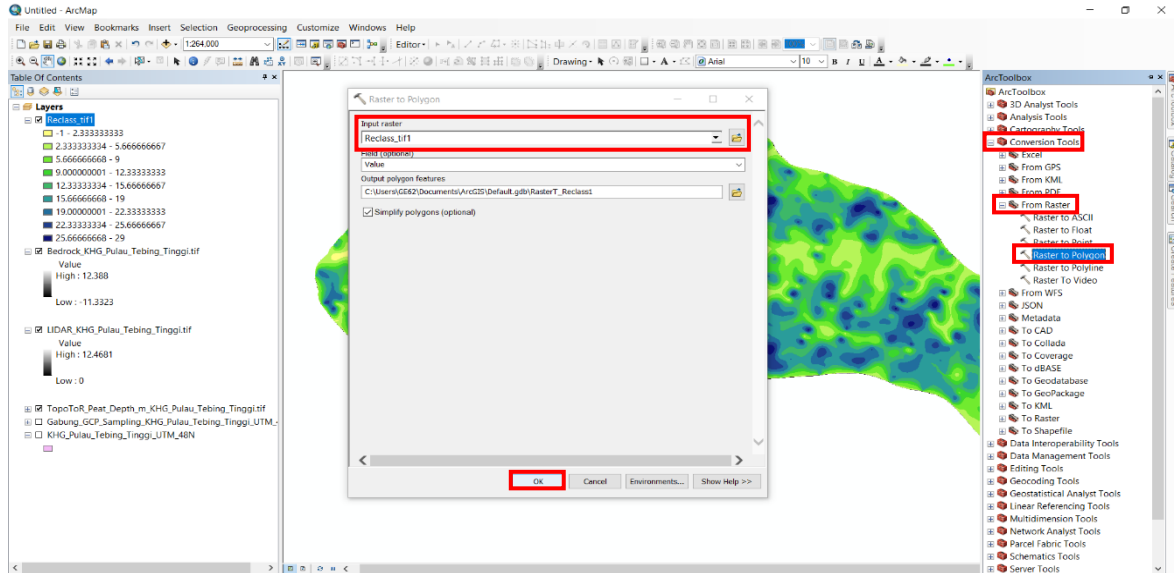 Untitled - ArcMap
File Edit View Bookmarks Insert Selection Geoprocessing Customize Windows Help
1:264.000
Editor
Drawing
Arial
10
B I U A
Table Of Contents
Layers
Reclass_tif1
-1 - 2.333333333
2.333333334 - 5.666666667
5.666666668 - 9
9.000000001 - 12.33333333
12.33333334 - 15.66666667
15.66666668 - 19
19.00000001 - 22.33333333
22.33333334 - 25.66666667
25.66666668 - 29
Bedrock_KHG_Pulau_Tebing_Tinggi.tif
Value
High : 12.388
Low : -11.3323
LIDAR_KHG_Pulau_Tebing_Tinggi.tif
Value
High : 12.4681
Low : 0
TopoToR_Peat_Depth_m_KHG_Pulau_Tebing_Tinggi.tif
Gabung_GCP_Sampling_KHG_Pulau_Tebing_Tinggi_UTM_
KHG_Pulau_Tebing_Tinggi_UTM_48N
Raster to Polygon
Input raster
Reclass_tif1
Field (optional)
Value
Output polygon features
C:\Users\GE62\Documents\ArcGIS\Default.gdb\RasterT_Reclass1
Simplify polygons (optional)
OK Cancel Environments... Show Help >>
ArcToolbox
ArcToolbox
3D Analyst Tools
Analysis Tools
Cartography Tools
Conversion Tools
Excel
From GPS
From KML
From PDF
From Raster
Raster to ASCII
Raster to Float
Raster to Point
Raster to Polygon
Raster to Polyline
Raster To Video
From WFS
JSON
Metadata
To CAD
To Collada
To Coverage
To dBASE
To Geodatabase
To GeoPackage
To KML
To Raster
To Shapefile
Data Interoperability Tools
Data Management Tools
Editing Tools
Geocoding Tools
Geostatistical Analyst Tools
Linear Referencing Tools
Multidimension Tools
Network Analyst Tools
Parcel Fabric Tools
Schematics Tools
Server Tools